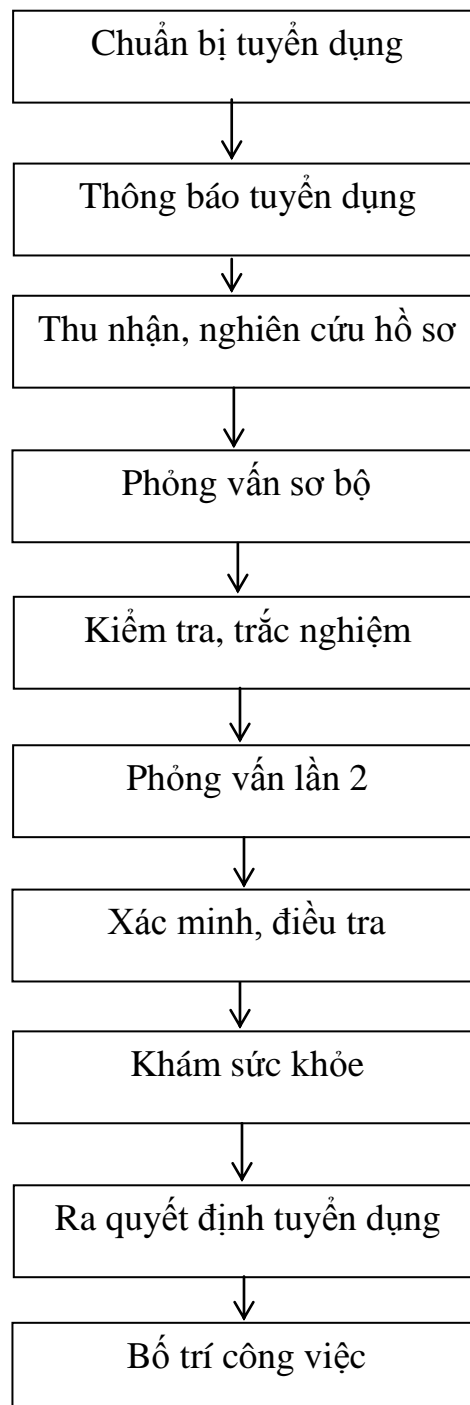 Chuẩn bị tuyển dụng
Thông báo tuyển dụng
Thu nhận, nghiên cứu hồ sơ
Phỏng vấn sơ bộ
Kiểm tra, trắc nghiệm
Phỏng vấn lần 2
Xác minh, điều tra
Khám sức khỏe
Ra quyết định tuyển dụng
Bố trí công việc